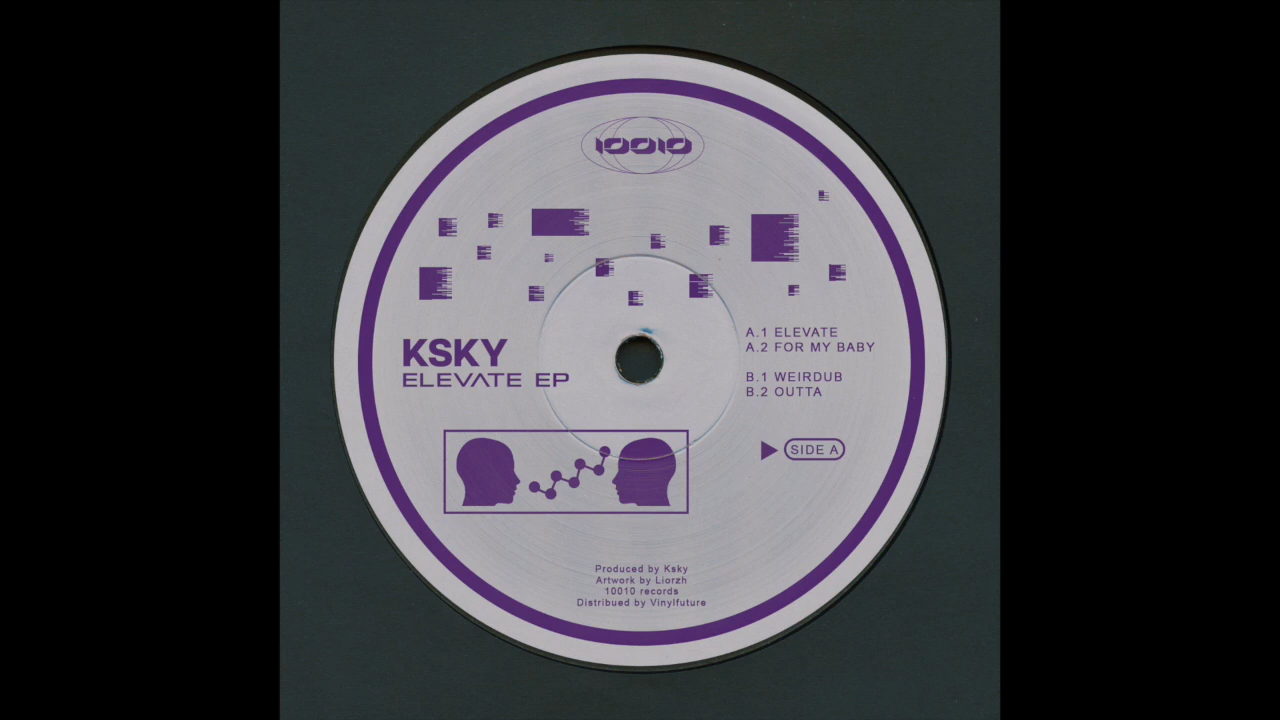 10010
KSKY
ELEVATE EP
A.1 ELEVATE
A.2 FOR MY BABY
B.1 WEIRDUB
B.2 OUTTA
SIDE A
Produced by Ksky
Artwork by Liorzh
10010 records
Distribued by Vinylfuture